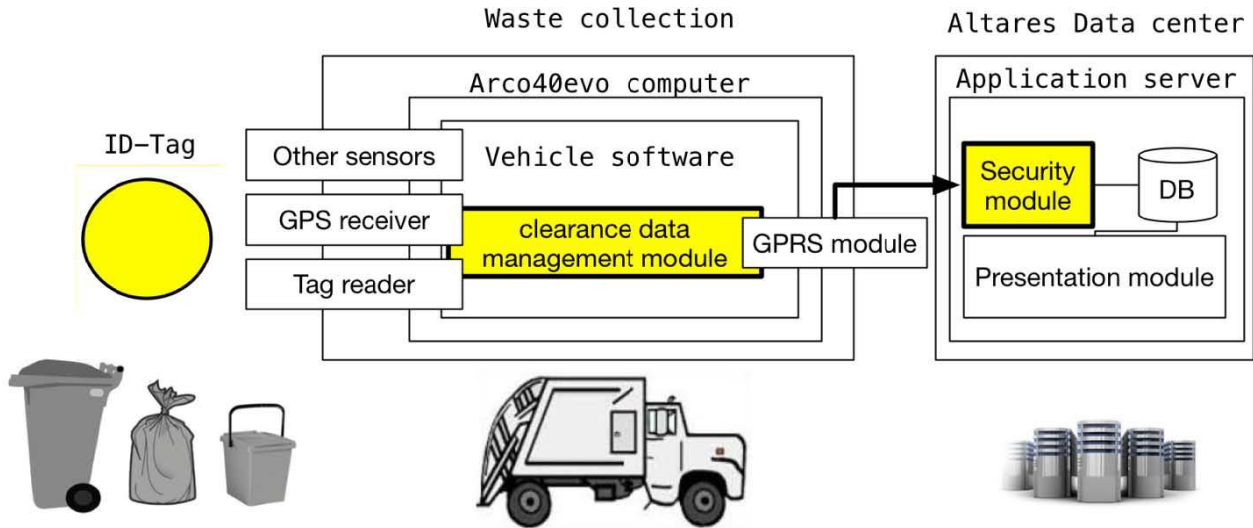 Waste collection
Altares Data center
Arco40evo computer
Application server
ID-Tag
Other sensors
Vehicle software
GPS receiver
clearance data
management module
GPRS module
Tag reader
Security
module
DB
Presentation module